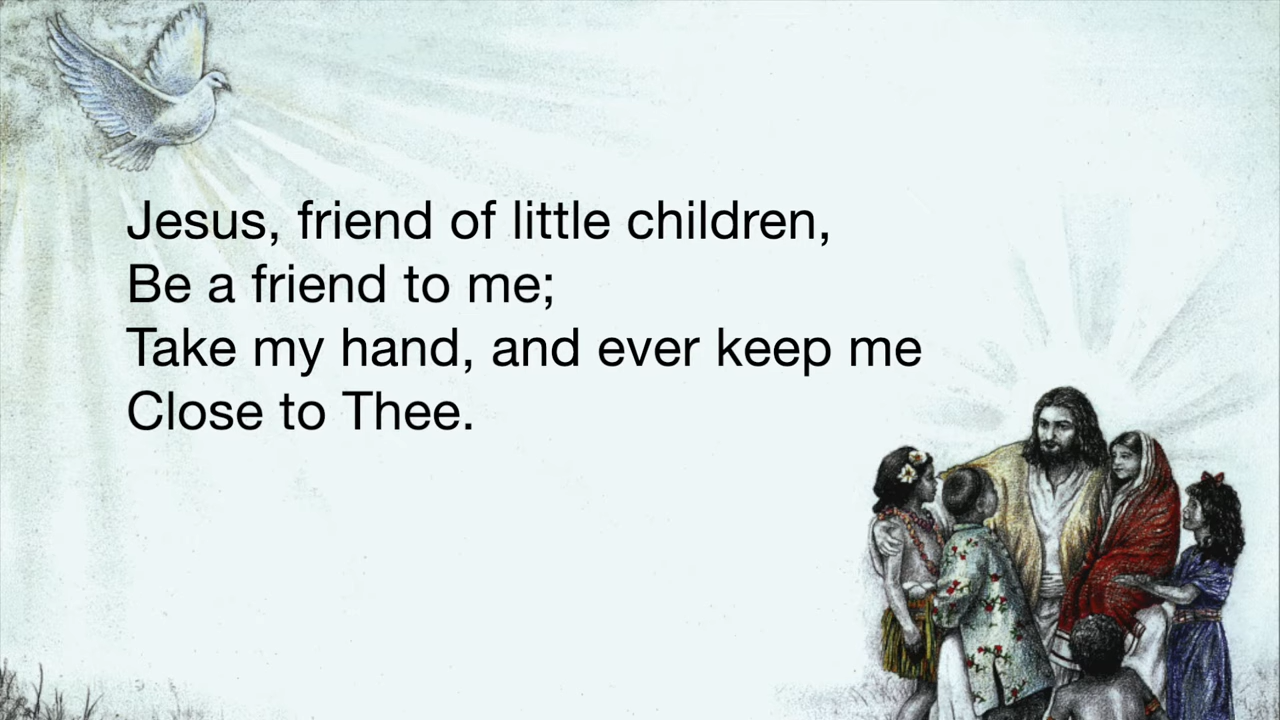 Jesus, friend of little children,
Be a friend to me;
Take my hand, and ever keep me
Close to Thee.